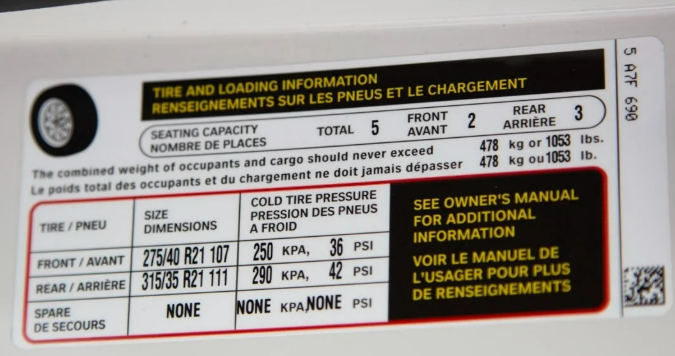 TIRE AND LOADING INFORMATION
RENSEIGNEMENTS SUR LES PNEUS ET LE CHARGEMENT
SEATING CAPACITY
NOMBRE DE PLACES
TOTAL 5
FRONT
AVANT 2
REAR
ARRIÈRE 3
The combined weight of occupants and cargo should never exceed 478 kg or 1053 lbs.
Le poids total des occupants et du chargement ne doit jamais dépasser 478 kg ou 1053 lb.
TIRE / PNEU
SIZE
DIMENSIONS
COLD TIRE PRESSURE
PRESSION DES PNEUS
A FROID
FRONT / AVANT 275/40 R21 107 250 KPA, 36 PSI
REAR / ARRIÈRE 315/35 R21 111 290 KPA, 42 PSI
SPARE
DE SECOURS
NONE NONE KPA, NONE PSI
SEE OWNER'S MANUAL
FOR ADDITIONAL
INFORMATION
VOIR LE MANUEL DE
L'USAGER POUR PLUS
DE RENSEIGNEMENTS
5 A7F 690